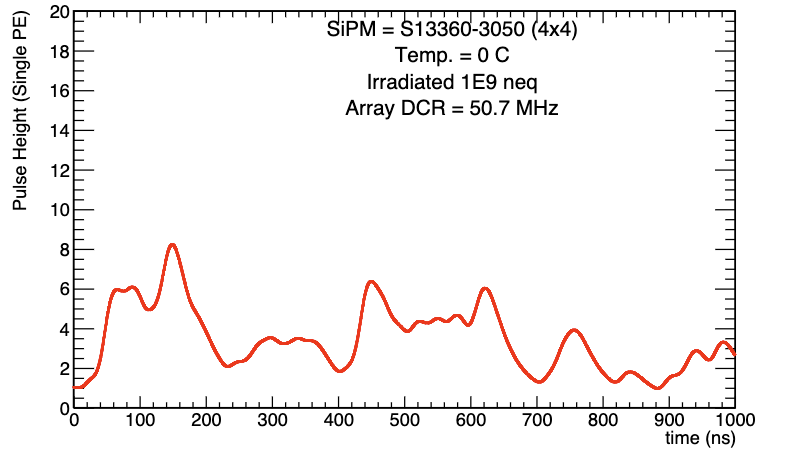 20
18
16
14
12
10
8
6
4
2
0
Pulse Height (Single PE)
SiPM = S13360-3050 (4x4)
Temp. = 0 C
Irradiated 1E9 neq
Array DCR = 50.7 MHz
0 100 200 300 400 500 600 700 800 900 1000
time (ns)